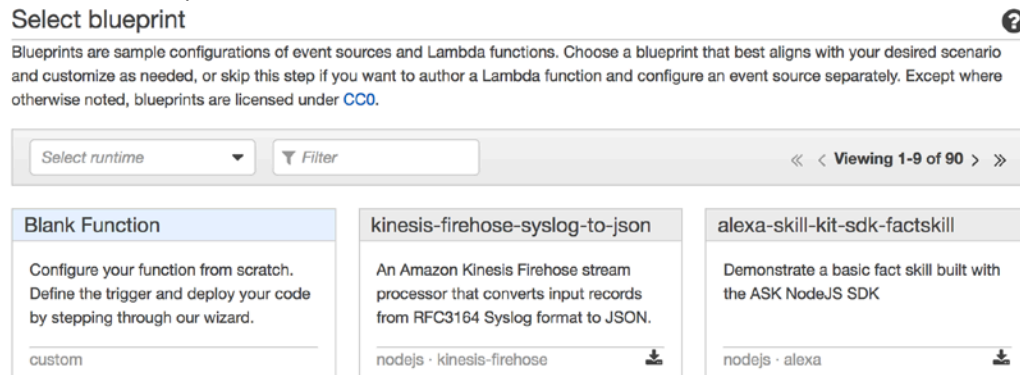 Select blueprint
Blueprints are sample configurations of event sources and Lambda functions. Choose a blueprint that best aligns with your desired scenario
and customize as needed, or skip this step if you want to author a Lambda function and configure an event source separately. Except where
otherwise noted, blueprints are licensed under CC0.
Select runtime
Filter
« < Viewing 1-9 of 90 > »
Blank Function
Configure your function from scratch.
Define the trigger and deploy your code
by stepping through our wizard.
custom
kinesis-firehose-syslog-to-json
An Amazon Kinesis Firehose stream
processor that converts input records
from RFC3164 Syslog format to JSON.
nodejs · kinesis-firehose
alexa-skill-kit-sdk-factskill
Demonstrate a basic fact skill built with
the ASK NodeJS SDK
nodejs · alexa